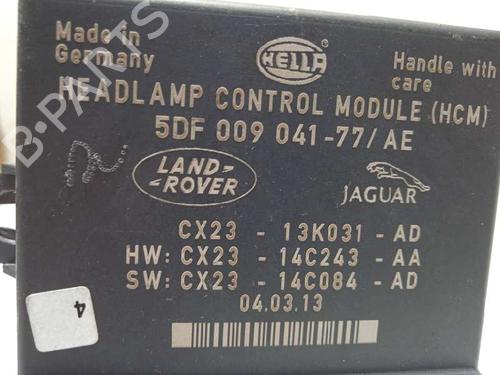 Made in
Germany
HELLA
Handle with
care
HEADLAMP CONTROL MODULE (HCM)
5DF 009 041-77/AE
LAND-
-ROVER
JAGUAR
CX23 - 13K031 - AD
HW: CX23 - 14C243 - AA
SW: CX23 - 14C084 - AD
04.03.13
4
B-PARTS